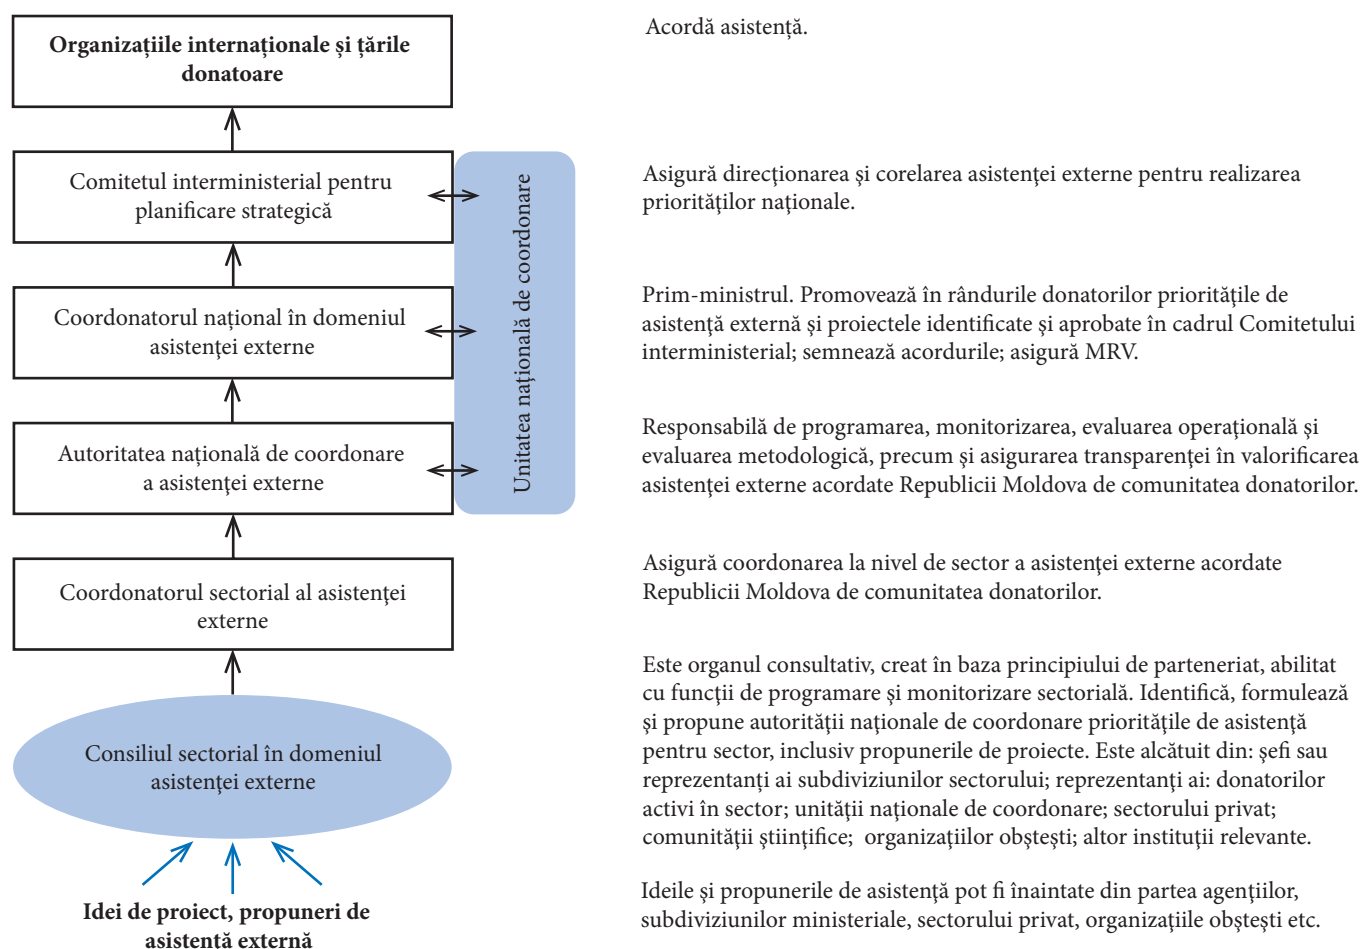 Organizațiile internaționale și țările
donatoare
Acordă asistență.
Comitetul interministerial pentru
planificare strategică
Asigură direcționarea și corelarea asistenței externe pentru realizarea
priorităților naționale.
Unitatea națională de coordonare
Coordonatorul național în domeniul
asistenței externe
Prim-ministrul. Promovează în rândurile donatorilor prioritățile de
asistență externă și proiectele identificate și aprobate în cadrul Comitetului
interministerial; semnează acordurile; asigură MRV.
Autoritatea națională de coordonare
a asistenței externe
Responsabilă de programarea, monitorizarea, evaluarea operațională și
evaluarea metodologică, precum și asigurarea transparenței în valorificarea
asistenței externe acordate Republicii Moldova de comunitatea donatorilor.
Coordonatorul sectorial al asistenței
externe
Asigură coordonarea la nivel de sector a asistenței externe acordate
Republicii Moldova de comunitatea donatorilor.
Consiliul sectorial în domeniul
asistenței externe
Este organul consultativ, creat în baza principiului de parteneriat, abilitat
cu funcții de programare și monitorizare sectorială. Identifică, formulează
și propune autorității naționale de coordonare prioritățile de asistență
pentru sector, inclusiv propunerile de proiecte. Este alcătuit din: șefi sau
reprezentanți ai subdiviziunilor sectorului; reprezentanți ai: donatorilor
activi în sector; unității naționale de coordonare; sectorului privat;
comunității științifice; organizațiilor obștești; altor instituții relevante.
Idei de proiect, propuneri de
asistentă externă
Ideile și propunerile de asistență pot fi înaintate din partea agențiilor,
subdiviziunilor ministeriale, sectorului privat, organizațiile obștești etc.